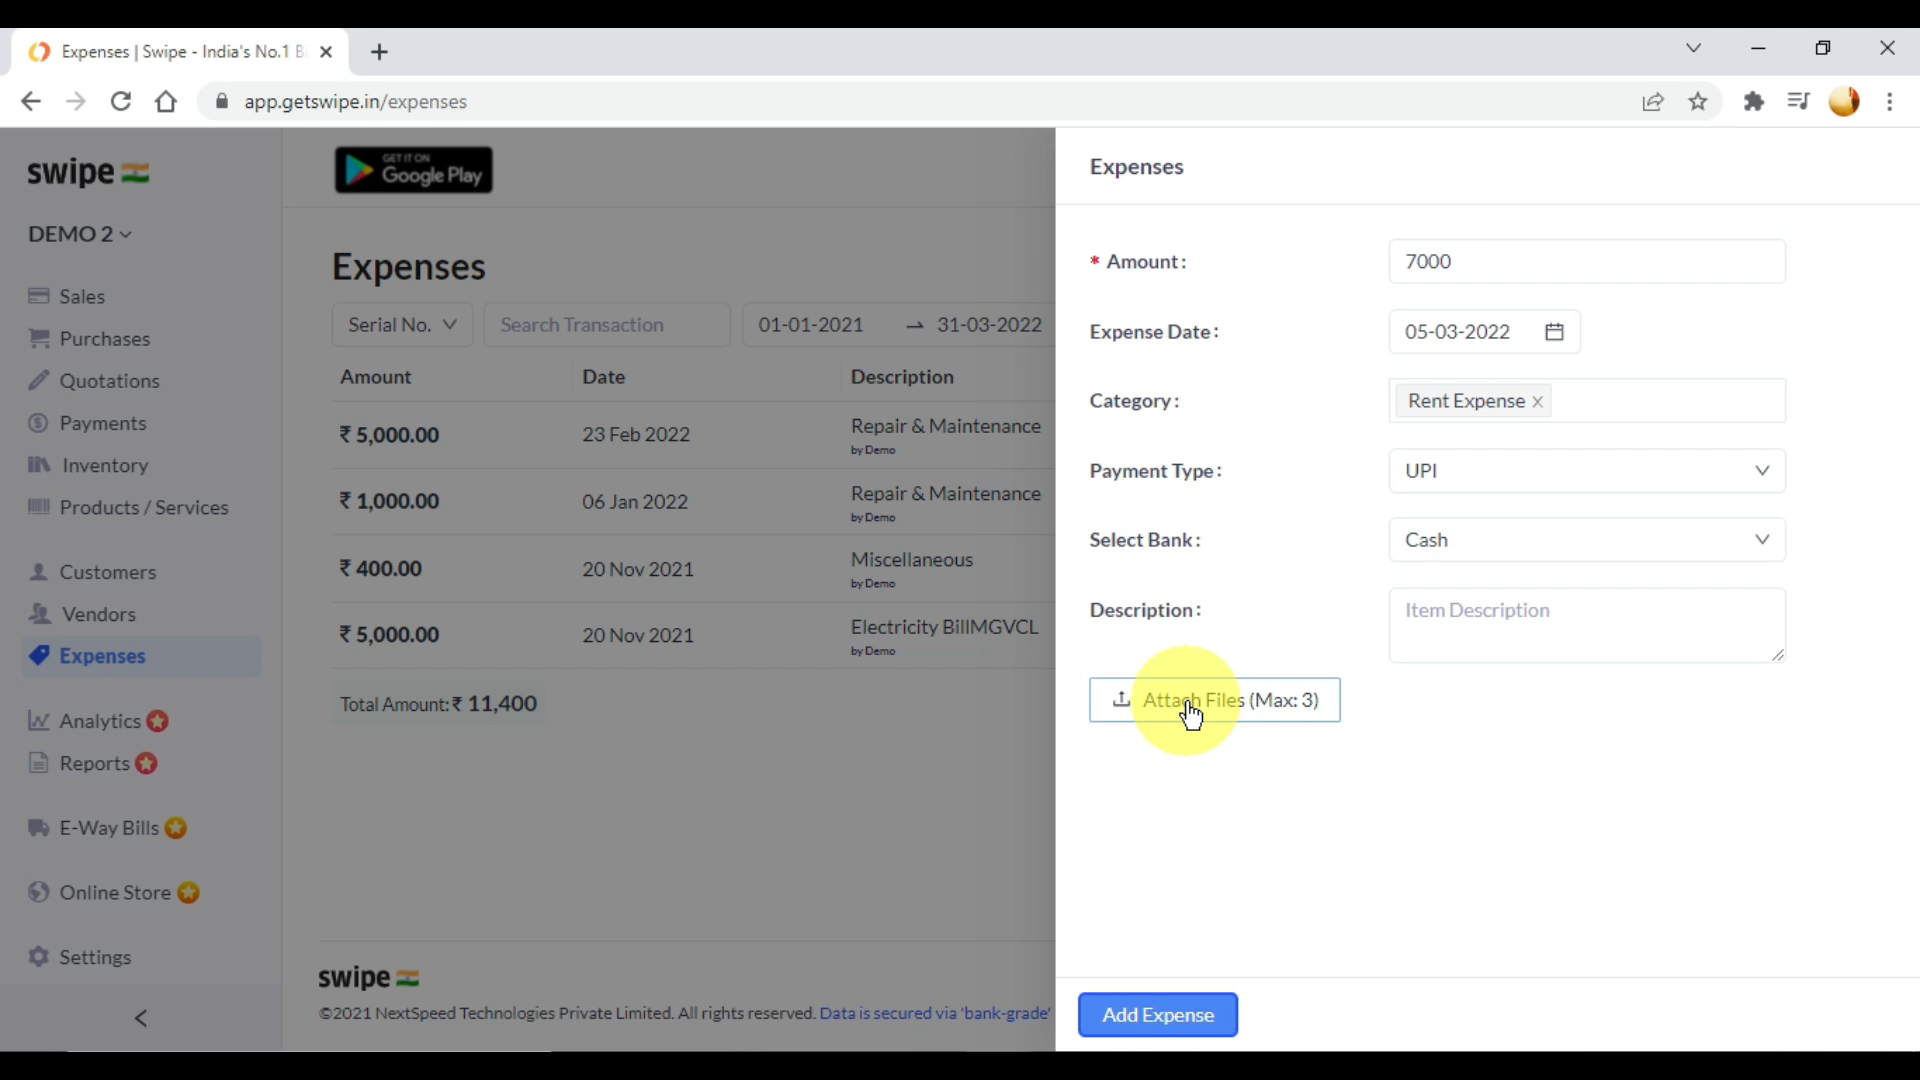 Expenses | Swipe - India's No.1 B
app.getswipe.in/expenses
swipe
DEMO 2
Sales
Purchases
Quotations
Payments
Inventory
Products / Services
Customers
Vendors
Expenses
Analytics
Reports
E-Way Bills
Online Store
Settings
GET IT ON
Google Play
Expenses
Serial No. Search Transaction 01-01-2021 → 31-03-2022
Amount Date Description
₹ 5,000.00 23 Feb 2022 Repair & Maintenance
by Demo
₹ 1,000.00 06 Jan 2022 Repair & Maintenance
by Demo
₹ 400.00 20 Nov 2021 Miscellaneous
by Demo
₹ 5,000.00 20 Nov 2021 Electricity BillMGVCL
by Demo
Total Amount: ₹ 11,400
swipe
©2021 NextSpeed Technologies Private Limited. All rights reserved. Data is secured via 'bank-grade'
Expenses
* Amount : 7000
Expense Date : 05-03-2022
Category : Rent Expense ×
Payment Type : UPI
Select Bank : Cash
Description : Item Description
Attach Files (Max: 3)
Add Expense